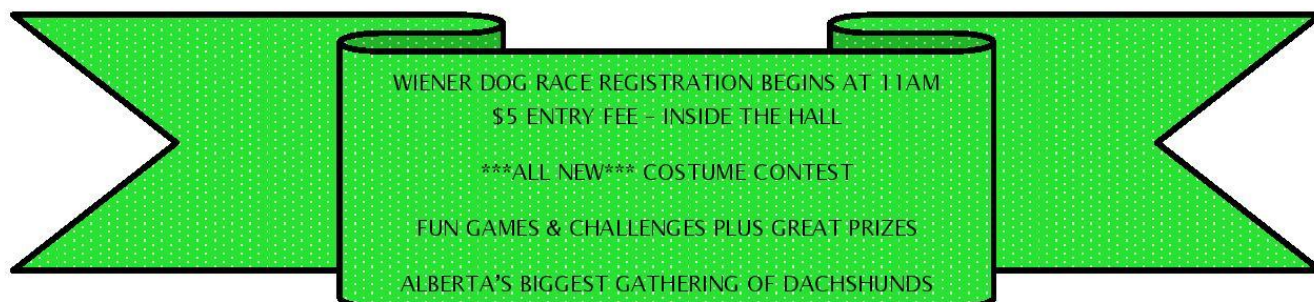 WIENER DOG RACE REGISTRATION BEGINS AT 11AM
$5 ENTRY FEE – INSIDE THE HALL
***ALL NEW*** COSTUME CONTEST
FUN GAMES & CHALLENGES PLUS GREAT PRIZES
ALBERTA'S BIGGEST GATHERING OF DACHSHUNDS